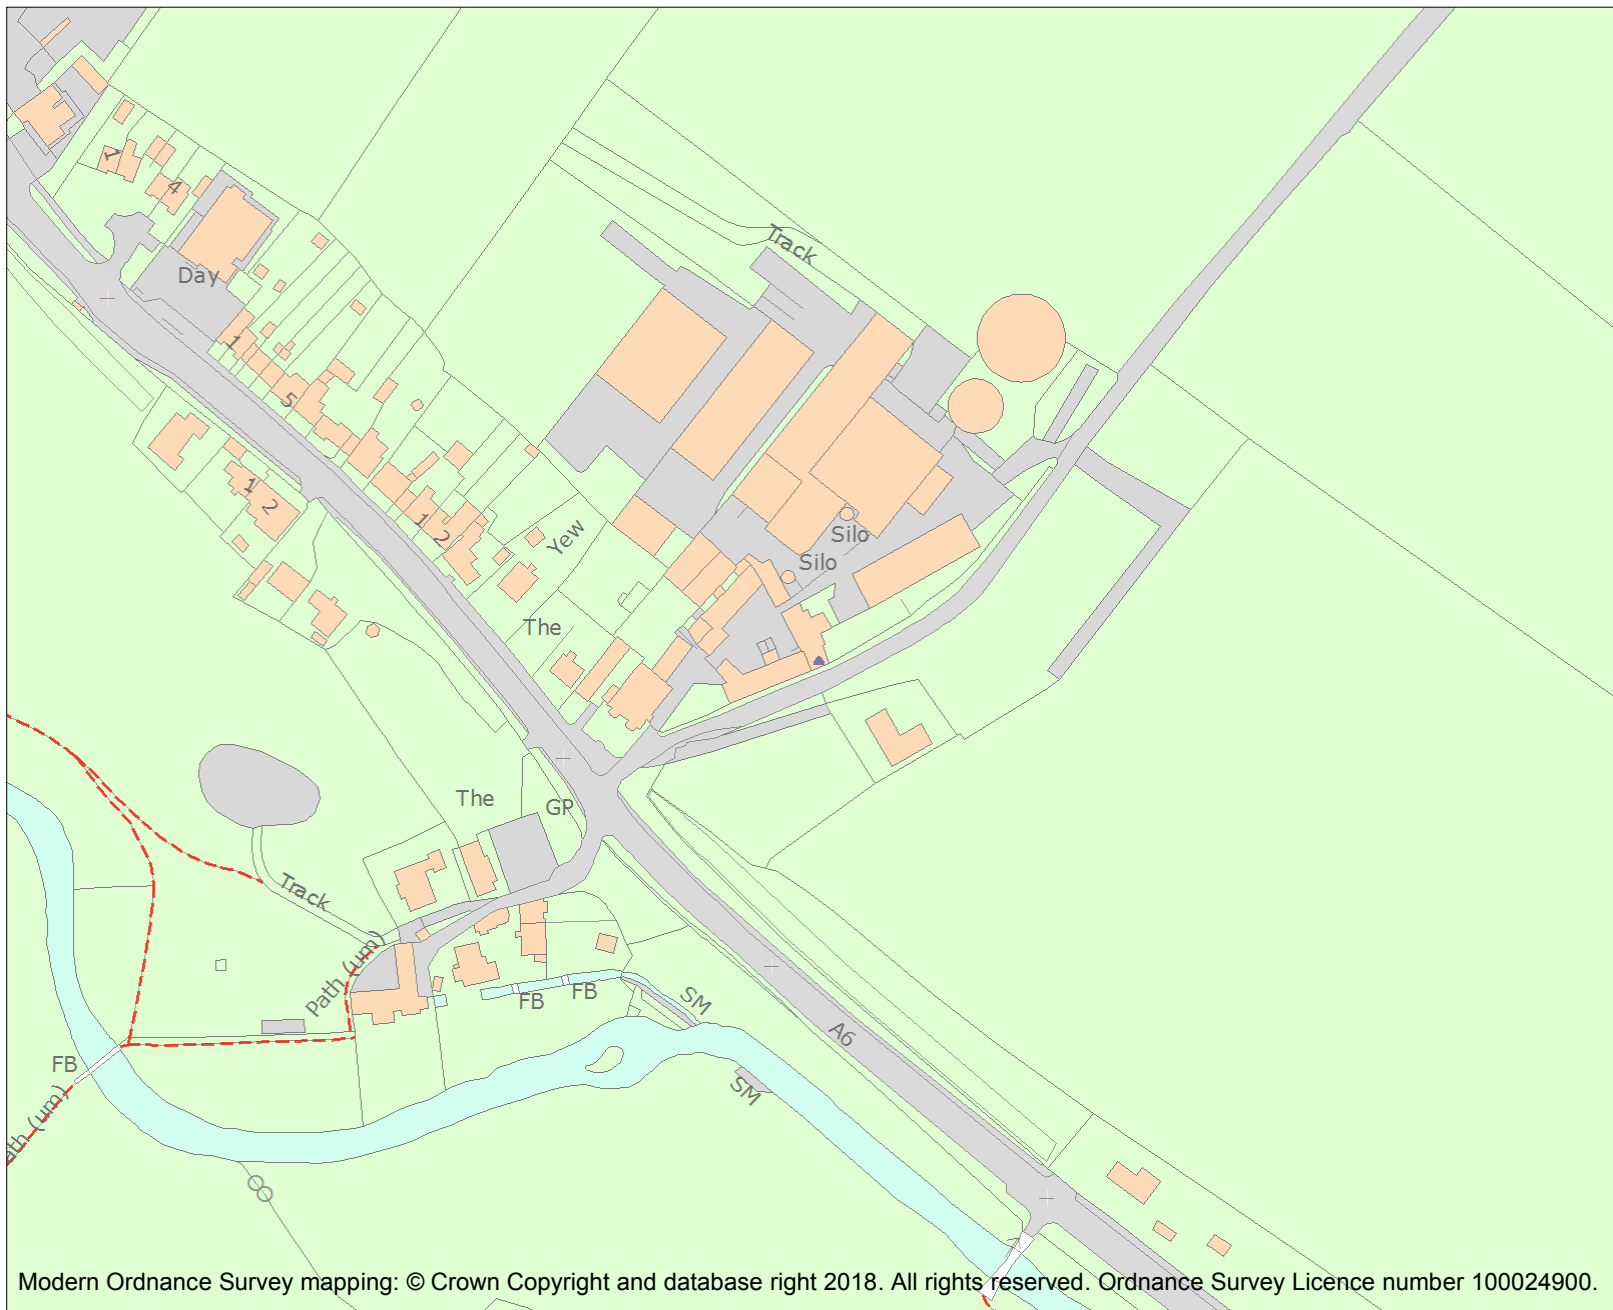 1
4
Track
Day
1
5
1
2
1
2
Yew
Silo
Silo
The
The
GP
Track
Path (um)
FB
FB
SM
A6
FB
SM
ath (um)
Modern Ordnance Survey mapping: © Crown Copyright and database right 2018. All rights reserved. Ordnance Survey Licence number 100024900.